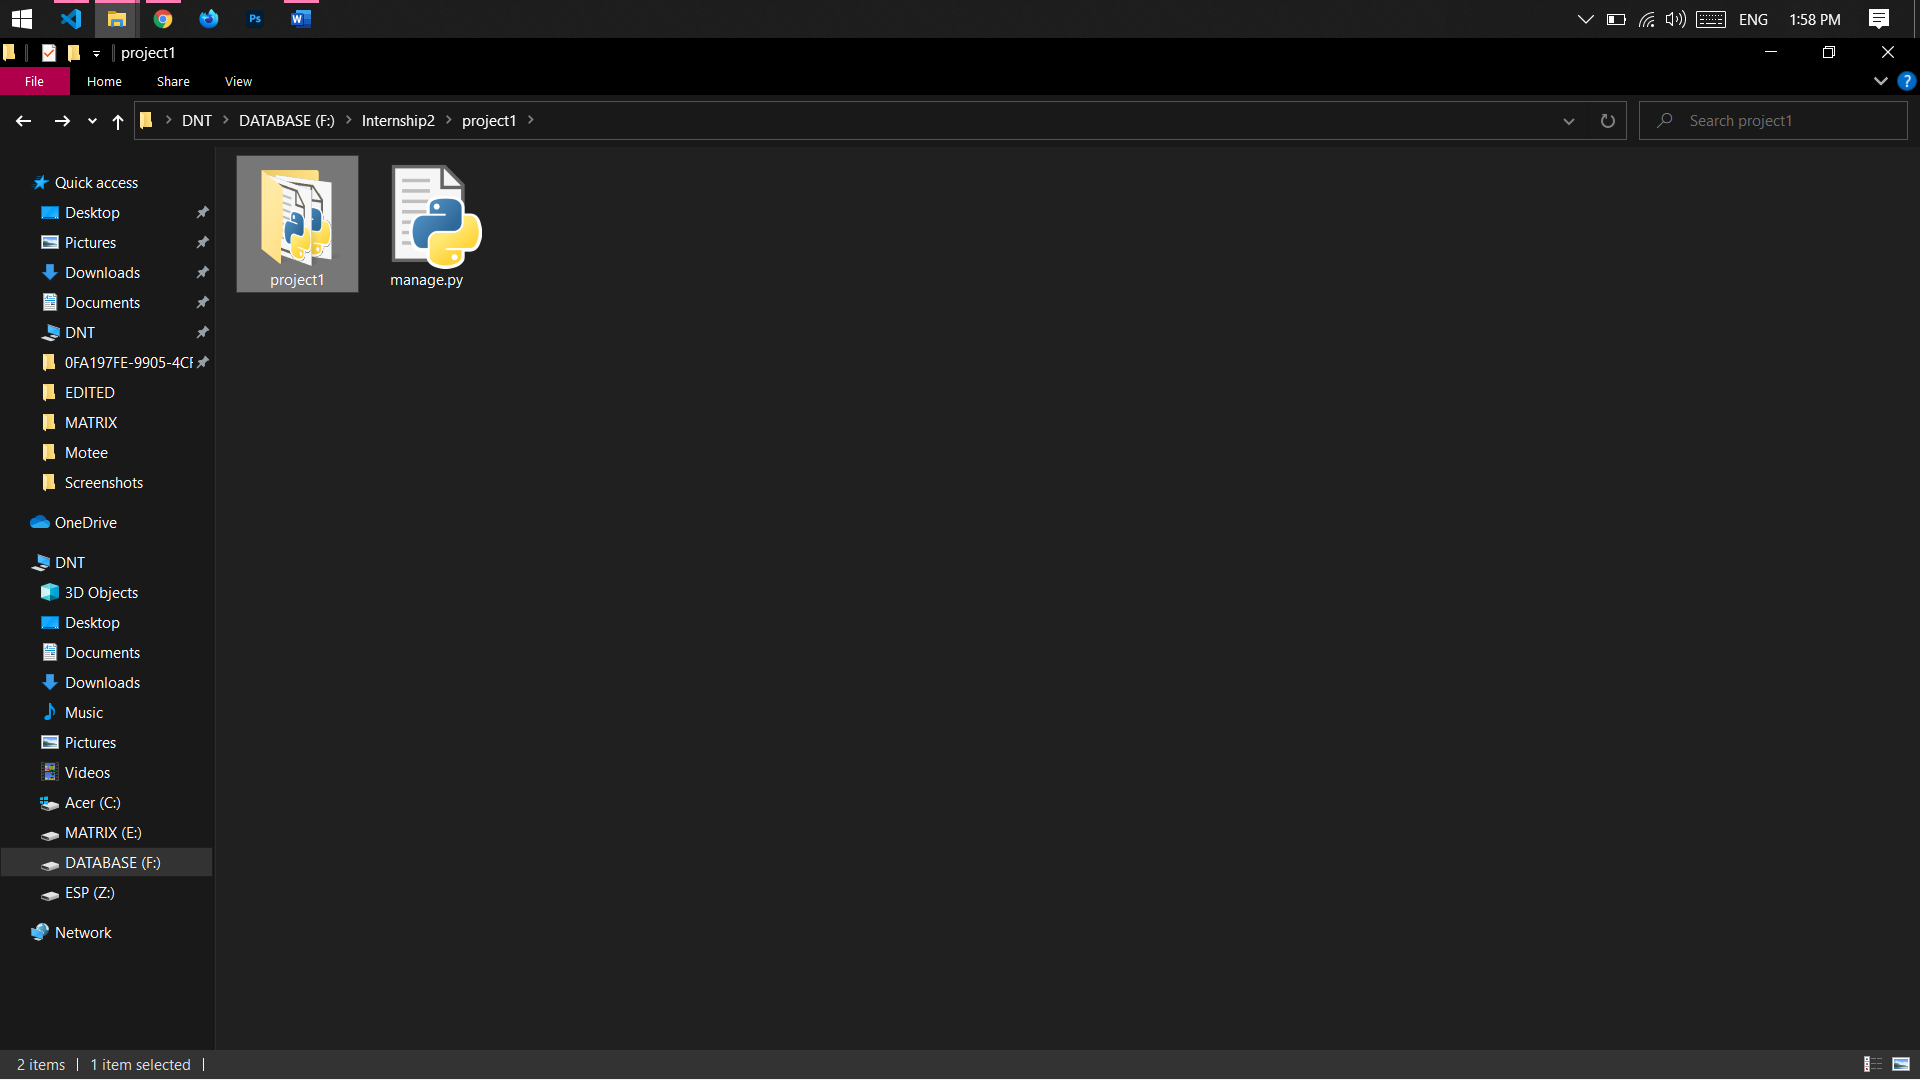 Ps
W
ENG
1:58 PM
project1
File
Home
Share
View
?
DNT
DATABASE (F:)
Internship2
project1
Search project1
Quick access
Desktop
Pictures
Downloads
Documents
DNT
0FA197FE-9905-4CF
EDITED
MATRIX
Motee
Screenshots
OneDrive
DNT
3D Objects
Desktop
Documents
Downloads
Music
Pictures
Videos
Acer (C:)
MATRIX (E:)
DATABASE (F:)
ESP (Z:)
Network
project1
manage.py
2 items
1 item selected